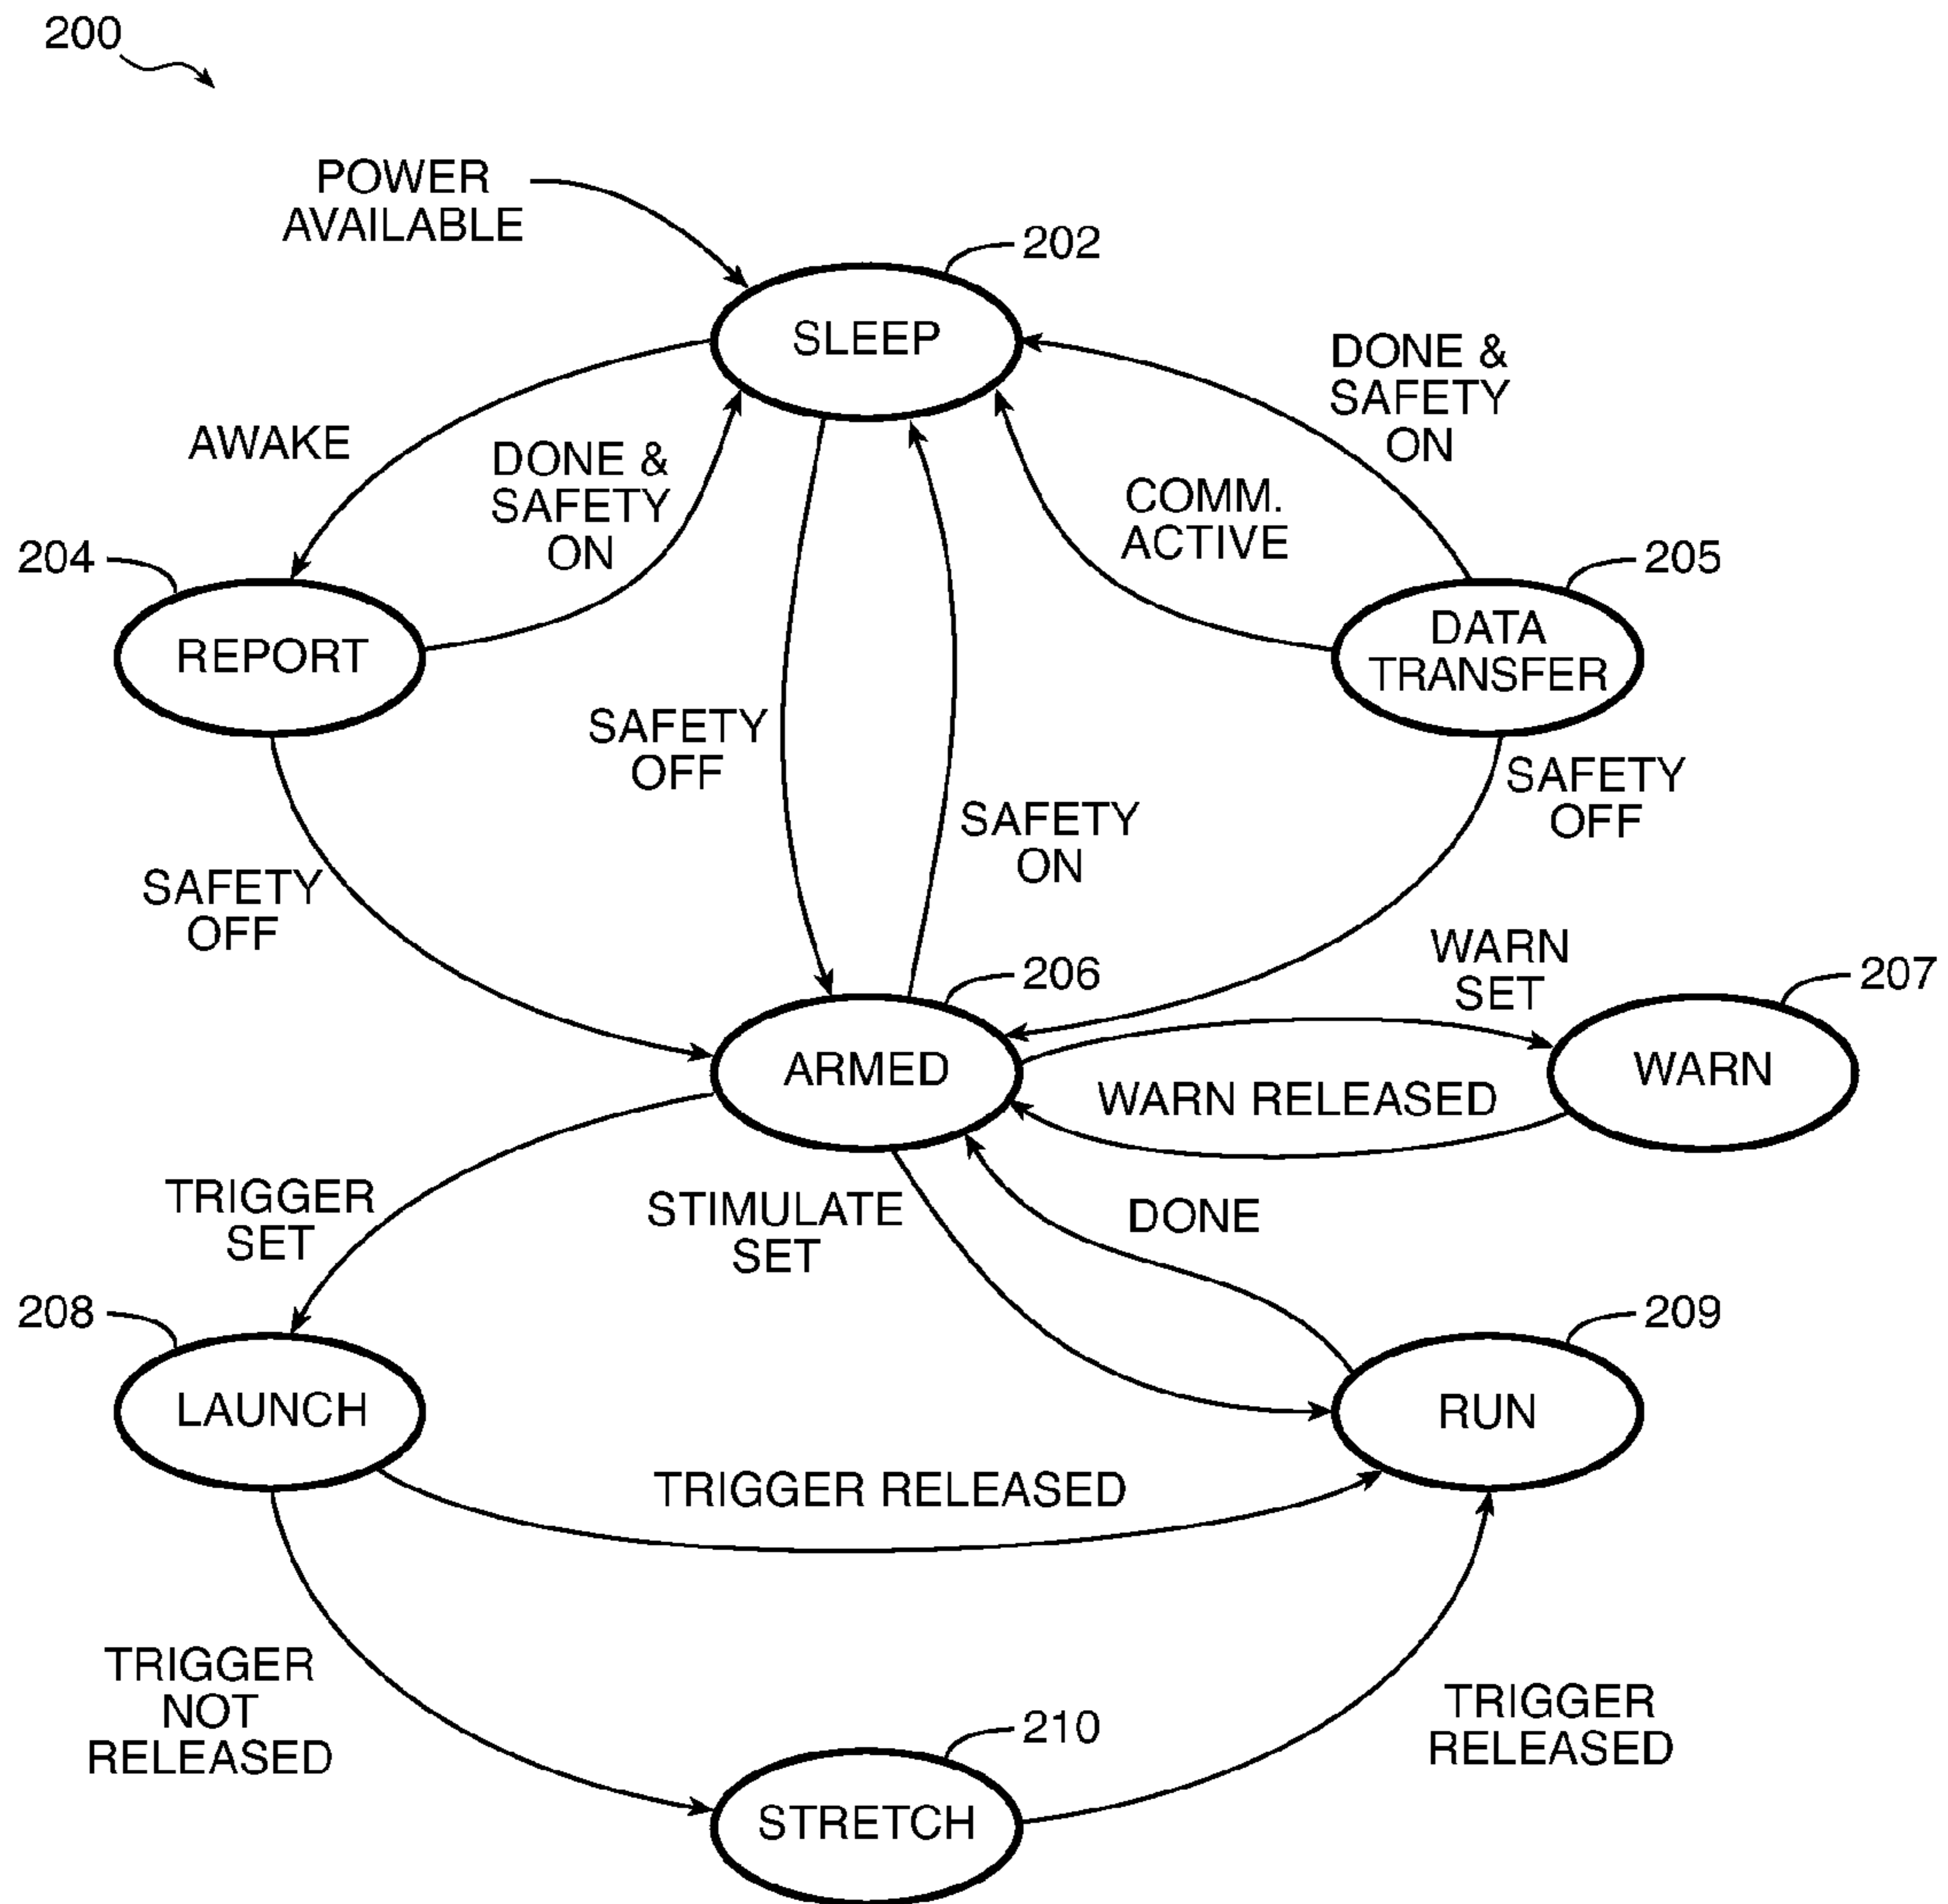 200
POWER
AVAILABLE
202
SLEEP
DONE &
SAFETY
ON
AWAKE
DONE &
SAFETY
ON
COMM.
ACTIVE
204
205
REPORT
DATA
TRANSFER
SAFETY
OFF
SAFETY
OFF
SAFETY
ON
SAFETY
OFF
WARN
SET
206
207
ARMED
WARN
WARN RELEASED
TRIGGER
SET
STIMULATE
SET
DONE
208
209
LAUNCH
RUN
TRIGGER RELEASED
TRIGGER
NOT
RELEASED
TRIGGER
RELEASED
210
STRETCH